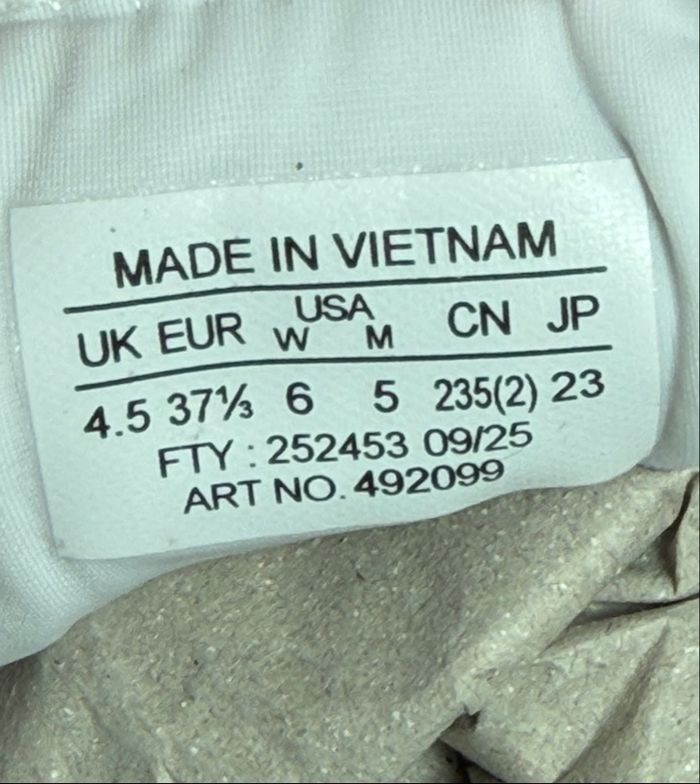 MADE IN VIETNAM
UK EUR USA CN JP
W M
4.5 37⅓ 6 5 235(2) 23
FTY : 252453 09/25
ART NO. 492099